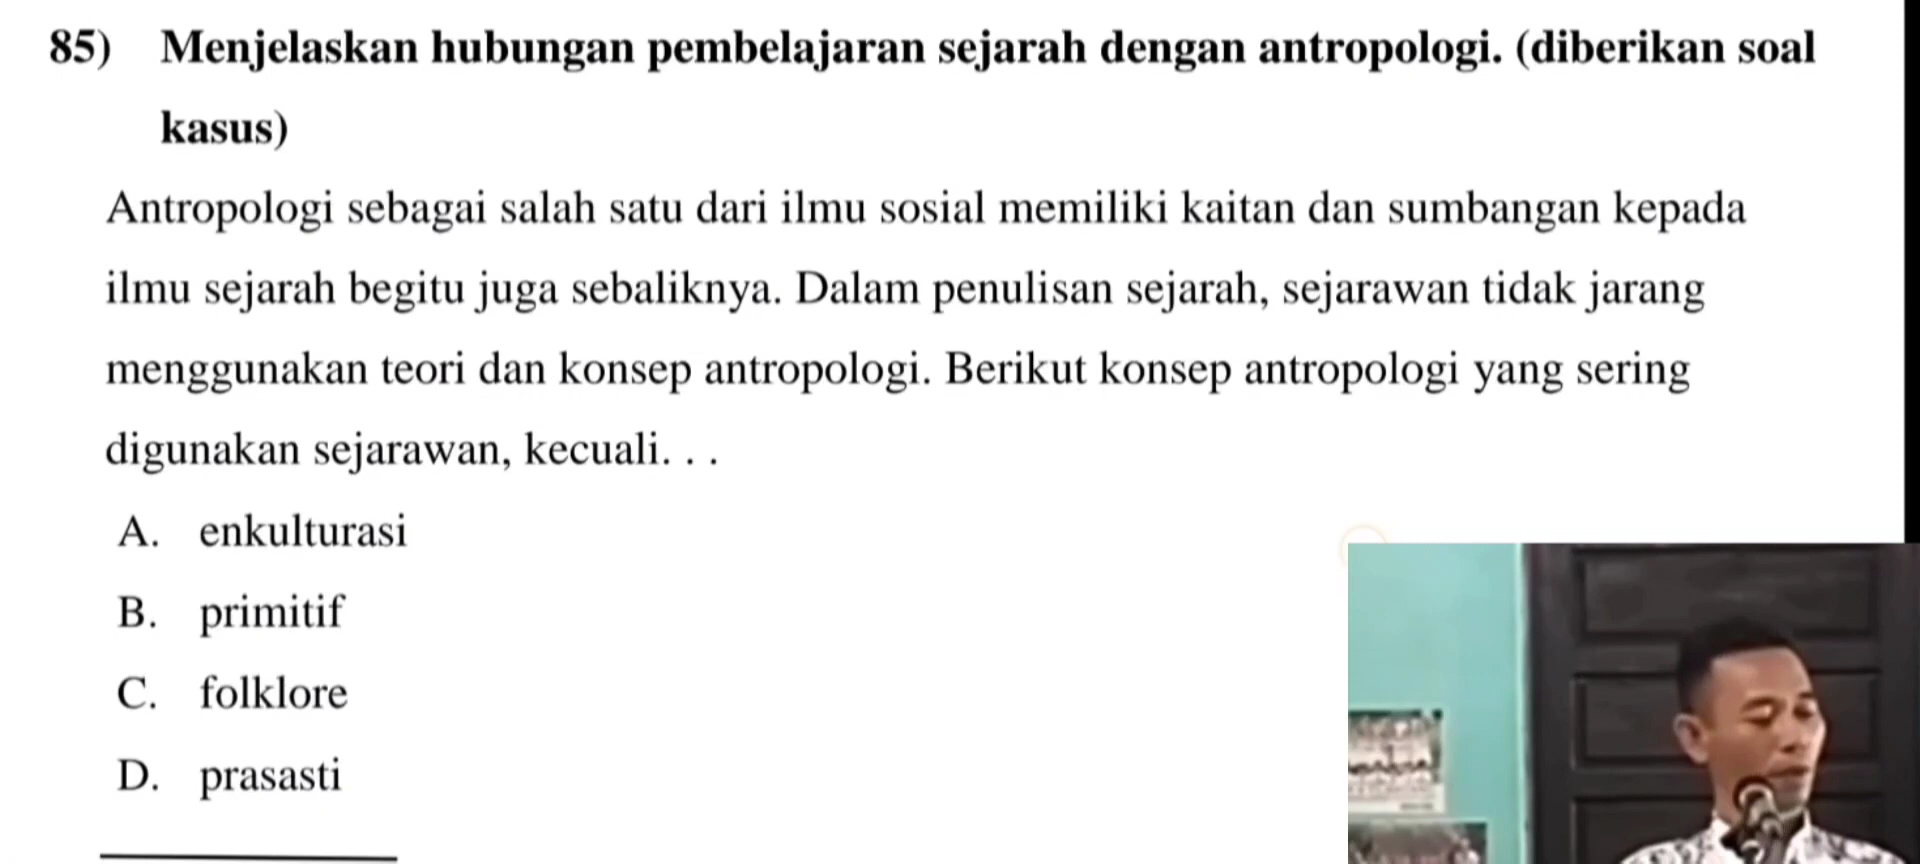 85) Menjelaskan hubungan pembelajaran sejarah dengan antropologi. (diberikan soal
kasus)
Antropologi sebagai salah satu dari ilmu sosial memiliki kaitan dan sumbangan kepada
ilmu sejarah begitu juga sebaliknya. Dalam penulisan sejarah, sejarawan tidak jarang
menggunakan teori dan konsep antropologi. Berikut konsep antropologi yang sering
digunakan sejarawan, kecuali. . .
A. enkulturasi
B. primitif
C. folklore
D. prasasti